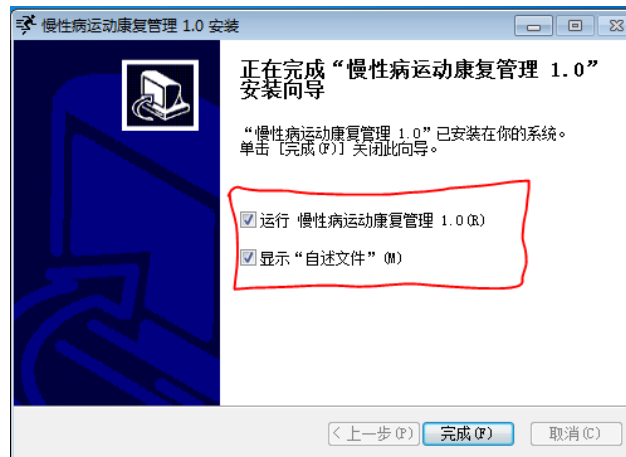 慢性病运动康复管理 1.0 安装
正在完成“慢性病运动康复管理 1.0”
安装向导
“慢性病运动康复管理 1.0”已安装在你的系统。
单击 [完成(F)] 关闭此向导。
运行 慢性病运动康复管理 1.0(R)
显示“自述文件”(M)
< 上一步(P) 完成(F) 取消(C)